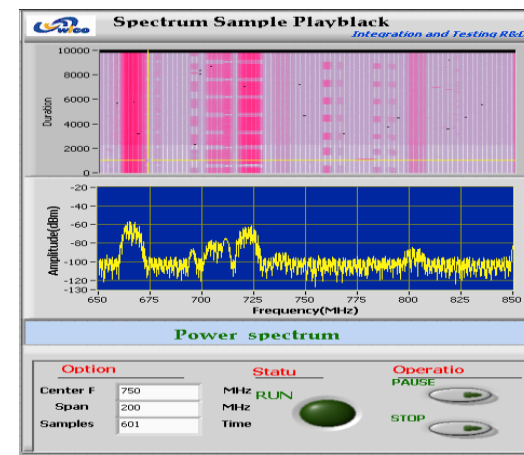 Wico
Spectrum Sample Playblack
Integration and Testing R&D
10000
8000
6000
4000
2000
0
Duration
-20
-40
-60
-80
-100
-120
-130
Amplitude(dBm)
650 675 700 725 750 775 800 825 850
Frequency(MHz)
Power spectrum
Option Statu Operatio
Center F 750 MHz RUN PAUSE
Span 200 MHz
Samples 601 Time STOP